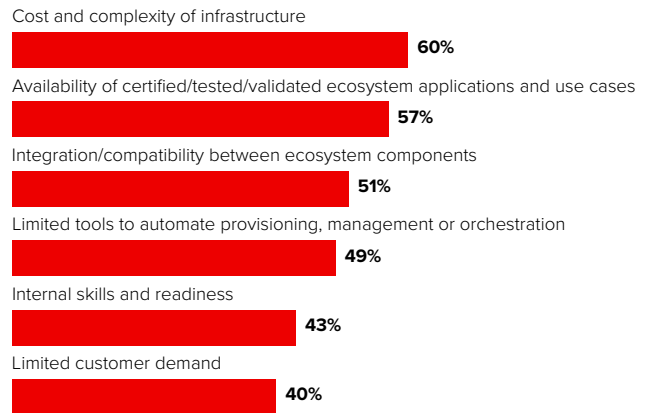 Cost and complexity of infrastructure
60%
Availability of certified/tested/validated ecosystem applications and use cases
57%
Integration/compatibility between ecosystem components
51%
Limited tools to automate provisioning, management or orchestration
49%
Internal skills and readiness
43%
Limited customer demand
40%